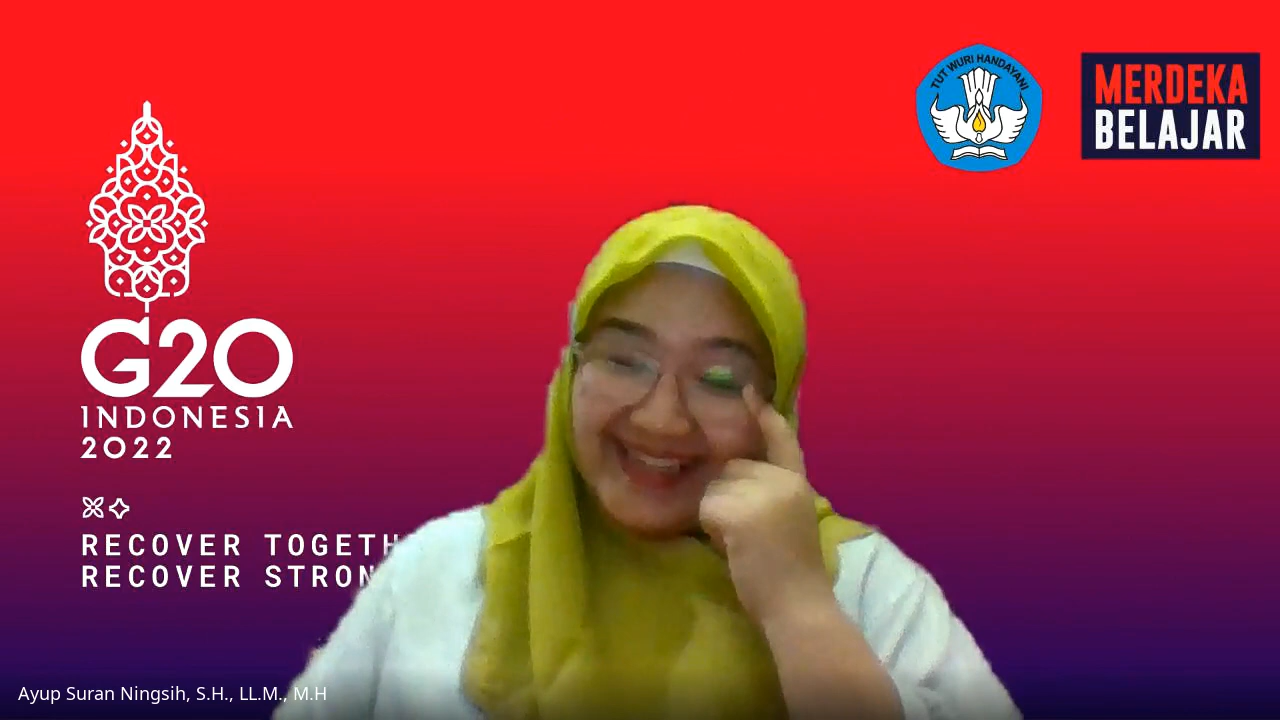 TUT WURI HANDAYANI
MERDEKA
BELAJAR
G20
INDONESIA
2022
RECOVER TOGETH
RECOVER STRON
Ayup Suran Ningsih, S.H., LL.M., M.H